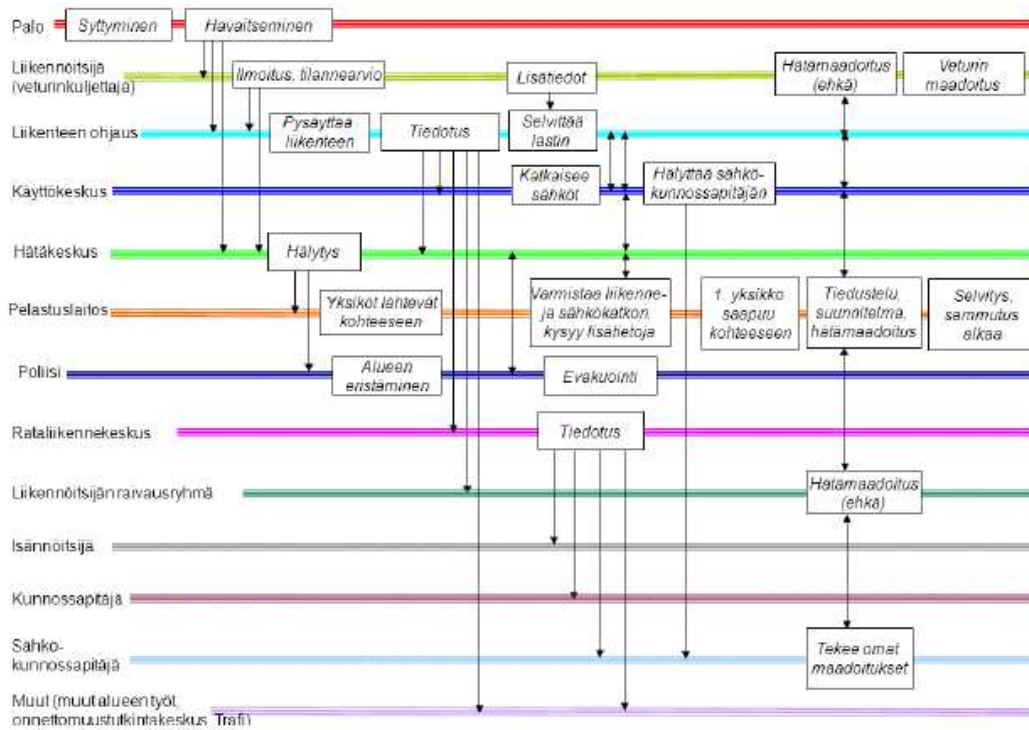 Palo
Syttyminen
Havaitseminen
Liikennöitsijä
(veturinkuljettaja)
Ilmoitus, tilannearvio
Lisätiedot
Hätämaadoitus
(ehkä)
Veturin
maadoitus
Liikenteen ohjaus
Pysäyttää
liikenteen
Tiedotus
Selvittää
lastin
Käyttökeskus
Katkaisee
sähköt
Hälyttää sähkö-
kunnossapitäjän
Hätäkeskus
Hälytys
Pelastuslaitos
Yksiköt lähtevät
kohteeseen
Varmistaa liikenne-
ja sähkökatkon,
kysyy lisätietoja
1. yksikkö
saapuu
kohteeseen
Tiedustelu,
suunnitelma,
hätämaadoitus
Selvitys,
sammutus
alkaa
Poliisi
Alueen
eristäminen
Evakuointi
Rataliikennekeskus
Tiedotus
Liikennöitsijän raivausryhmä
Hätämaadoitus
(ehkä)
Isännöitsijä
Kunnossapitäjä
Sähkö-
kunnossapitäjä
Tekee omat
maadoitukset
Muut (muut alueen työt,
onnettomuustutkintakeskus, Trafi)